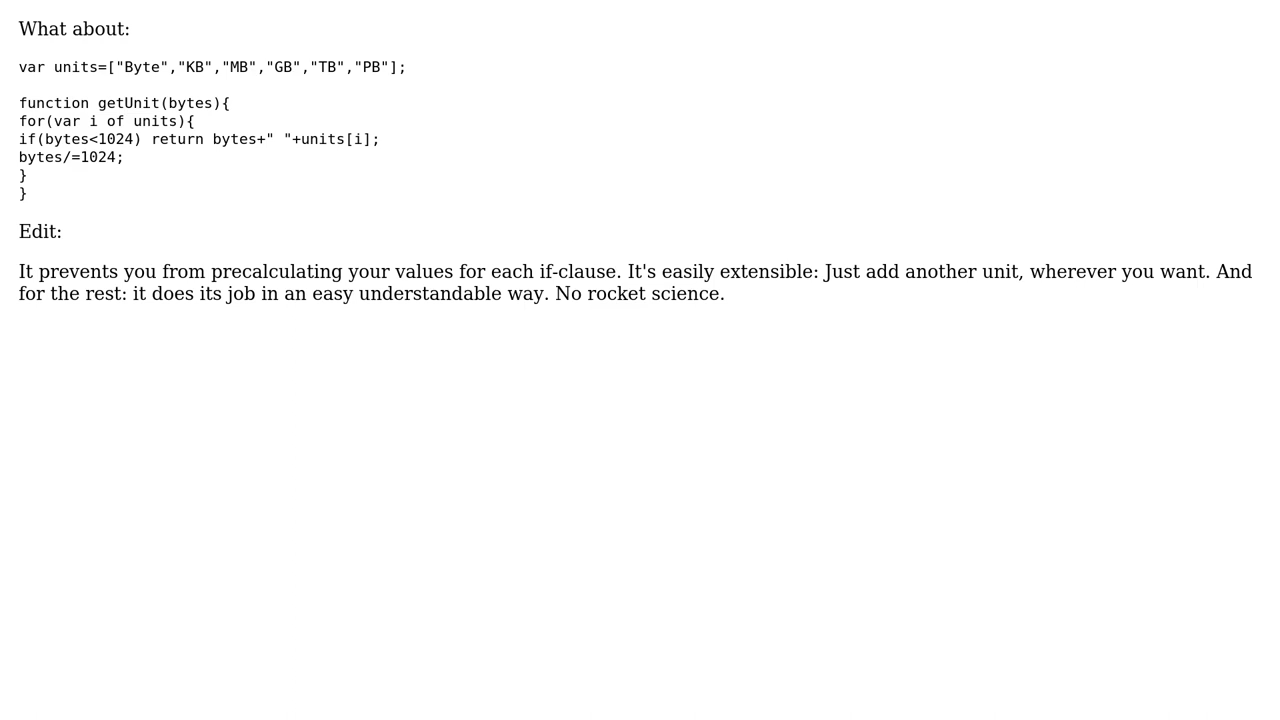 What about:
var units=["Byte","KB","MB","GB","TB","PB"];
function getUnit(bytes){
for(var i of units){
if(bytes<1024) return bytes+" "+units[i];
bytes/=1024;
}
}
Edit:
It prevents you from precalculating your values for each if-clause. It's easily extensible: Just add another unit, wherever you want. And
for the rest: it does its job in an easy understandable way. No rocket science.